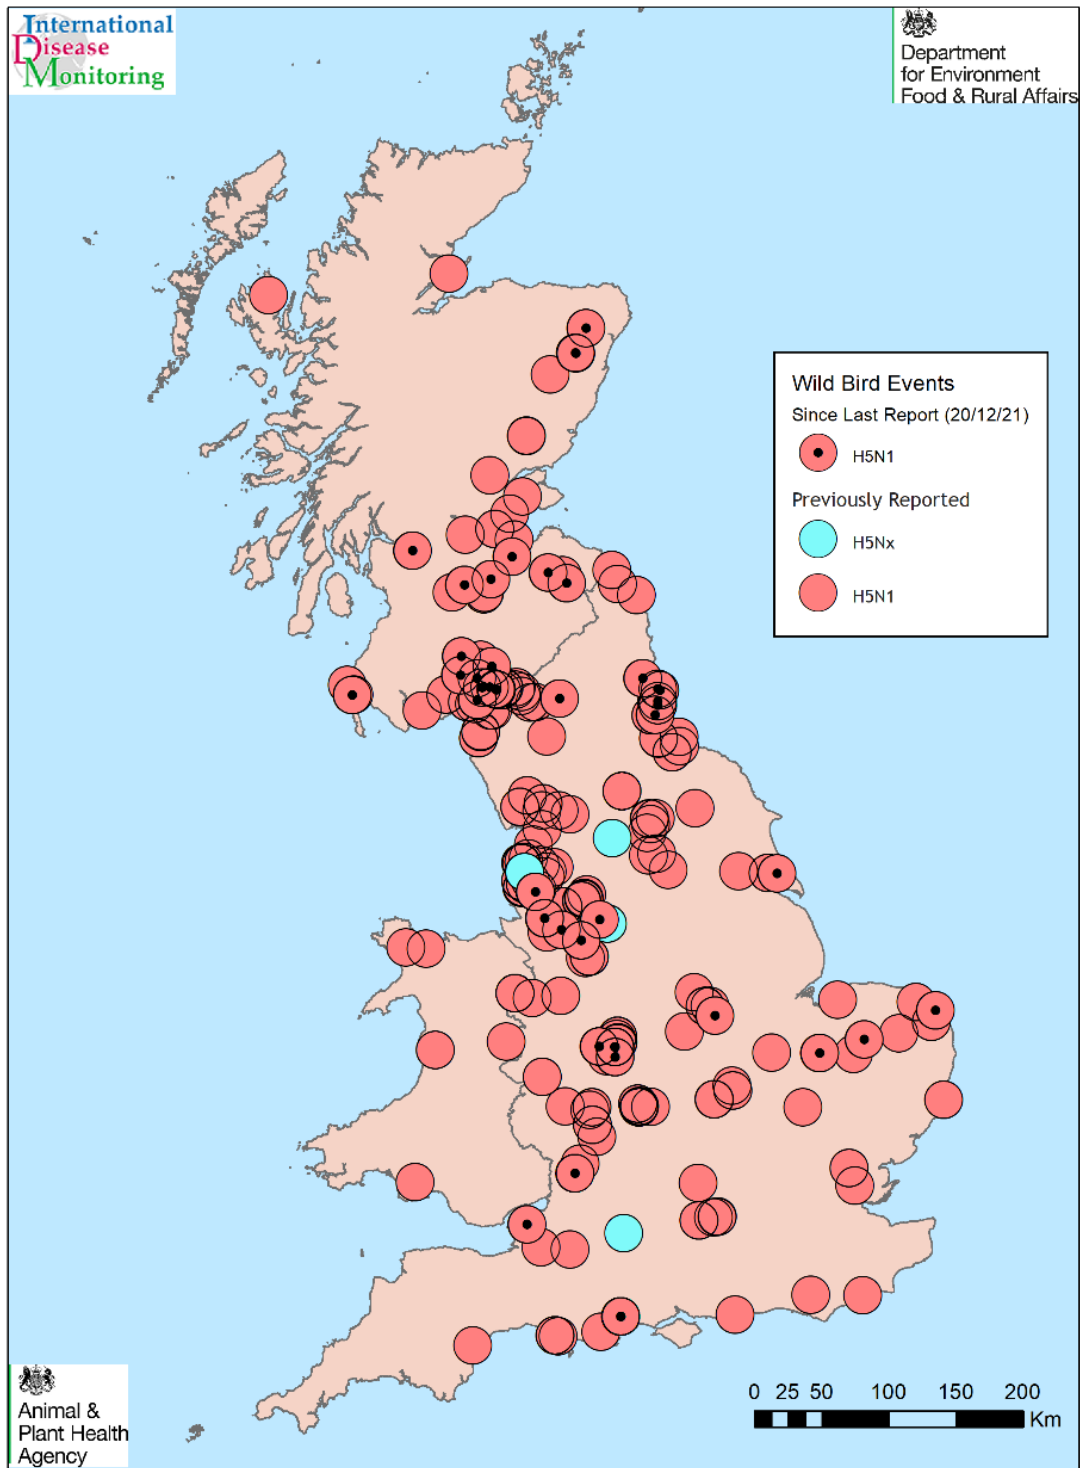 International
Disease
Monitoring
Department
for Environment
Food & Rural Affairs
Wild Bird Events
Since Last Report (20/12/21)
H5N1
Previously Reported
H5Nx
H5N1
0 25 50 100 150 200
Km
Animal &
Plant Health
Agency